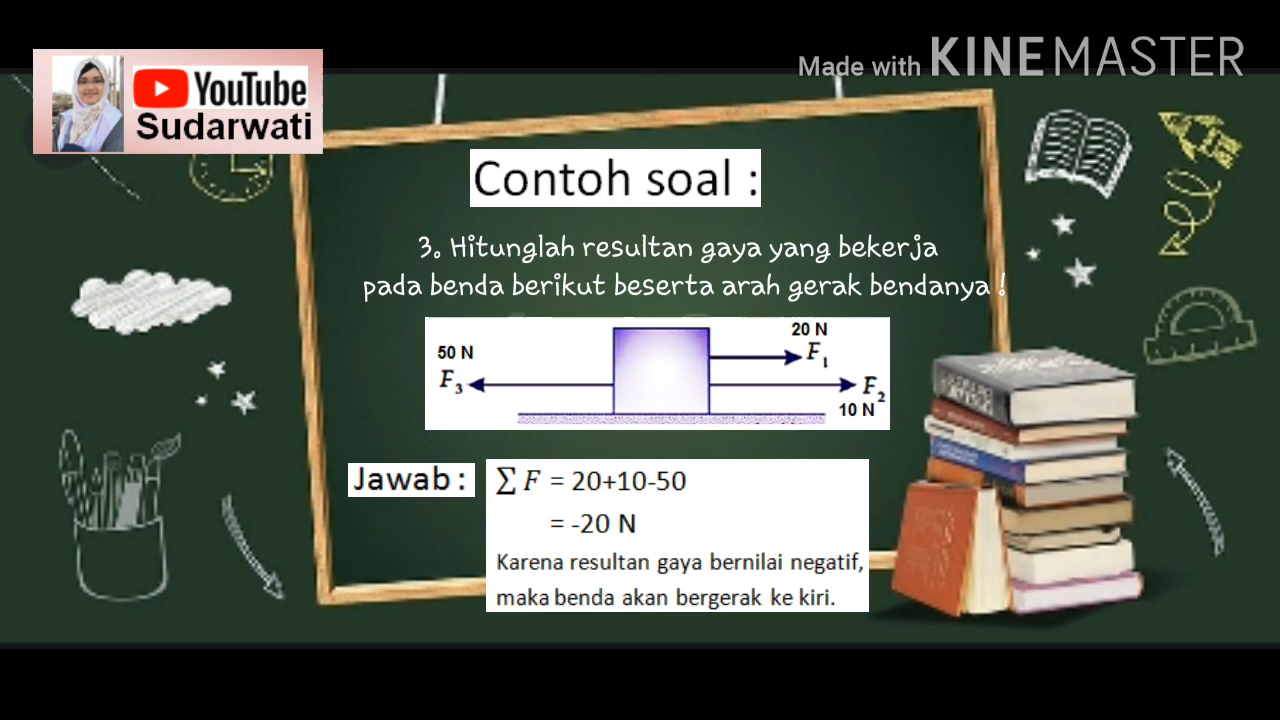 Made with KINEMASTER
YouTube
Sudarwati
Contoh soal :
3. Hitunglah resultan gaya yang bekerja
pada benda berikut beserta arah gerak bendanya !
20 N
50 N
F₁
F₃
F₂
10 N
Jawab :
∑ F = 20+10-50
= -20 N
Karena resultan gaya bernilai negatif,
maka benda akan bergerak ke kiri.